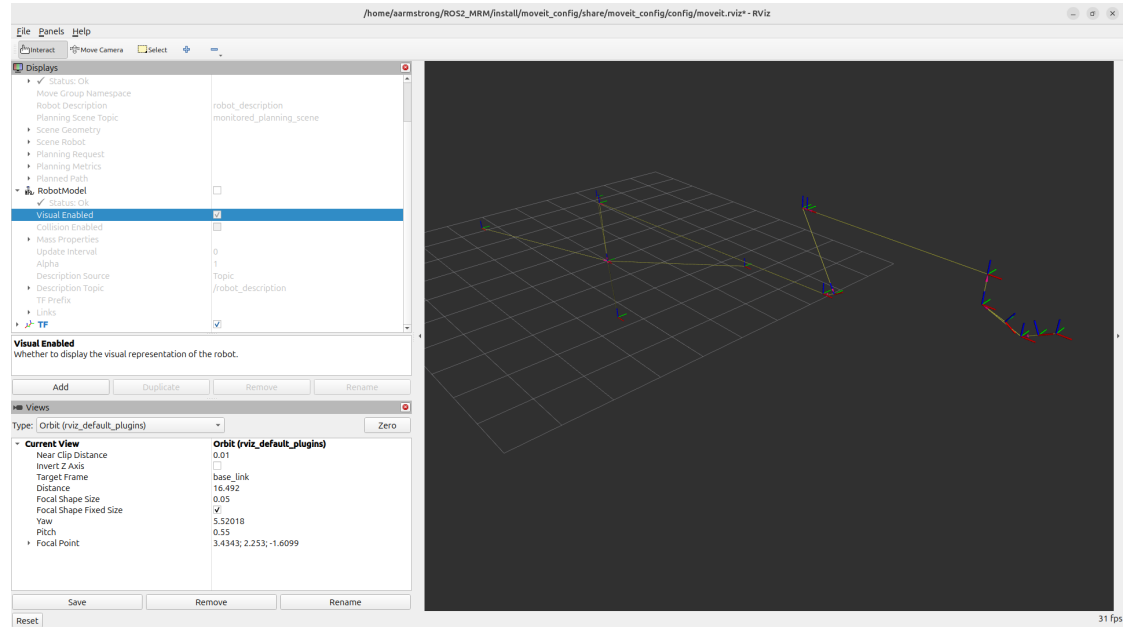 /home/aarmstrong/ROS2_MRM/install/moveit_config/share/moveit_config/config/moveit.rviz* - RViz
File Panels Help
Interact Move Camera Select
Displays
Status: Ok
Move Group Namespace
Robot Description robot_description
Planning Scene Topic monitored_planning_scene
Scene Geometry
Scene Robot
Planning Request
Planning Metrics
Planned Path
RobotModel
Status: Ok
Visual Enabled
Collision Enabled
Mass Properties
Update Interval 0
Alpha 1
Description Source Topic
Description Topic /robot_description
TF Prefix
Links
TF
Visual Enabled
Whether to display the visual representation of the robot.
Add Duplicate Remove Rename
Views
Type: Orbit (rviz_default_plugins) Zero
Current View Orbit (rviz_default_plugins)
Near Clip Distance 0.01
Invert Z Axis
Target Frame base_link
Distance 16.492
Focal Shape Size 0.05
Focal Shape Fixed Size
Yaw 5.52018
Pitch 0.55
Focal Point 3.4343; 2.253; -1.6099
Save Remove Rename
Reset 31 fps